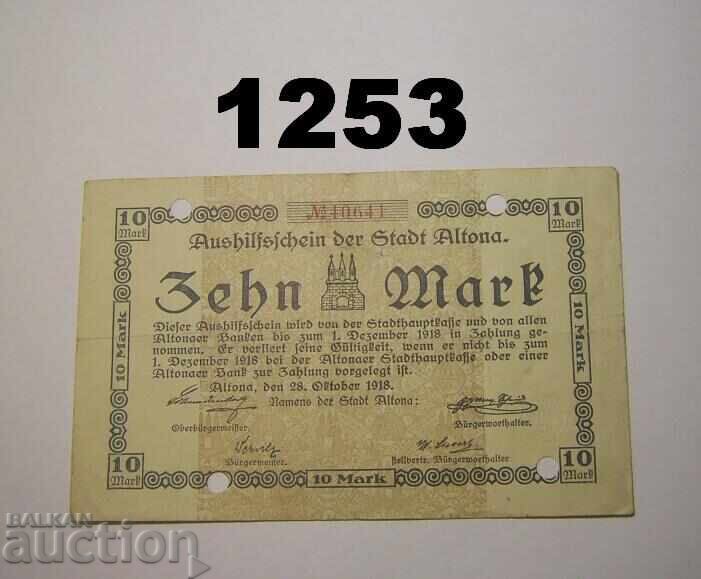 1253
№ 40641
10 Mark
10 Mark
Aushilfsschein der Stadt Altona.
Zehn Mark
Dieser Aushilfsschein wird von der Stadthauptkasse und von allen
Altonaer Banken bis zum 1. Dezember 1918 in Zahlung ge-
nommen. Er verliert seine Gültigkeit, wenn er nicht bis zum
1. Dezember 1918 bei der Altonaer Stadthauptkasse oder einer
Altonaer Bank zur Zahlung vorgelegt ist.
Altona, den 28. Oktober 1918.
Namens der Stadt Altona:
Oberbürgermeister.
Bürgerworthalter.
Bürgermeister.
stellvertr. Bürgerworthalter
10 Mark
10 Mark
10 Mark
10 Mark
10 Mark
BALKAN
auction